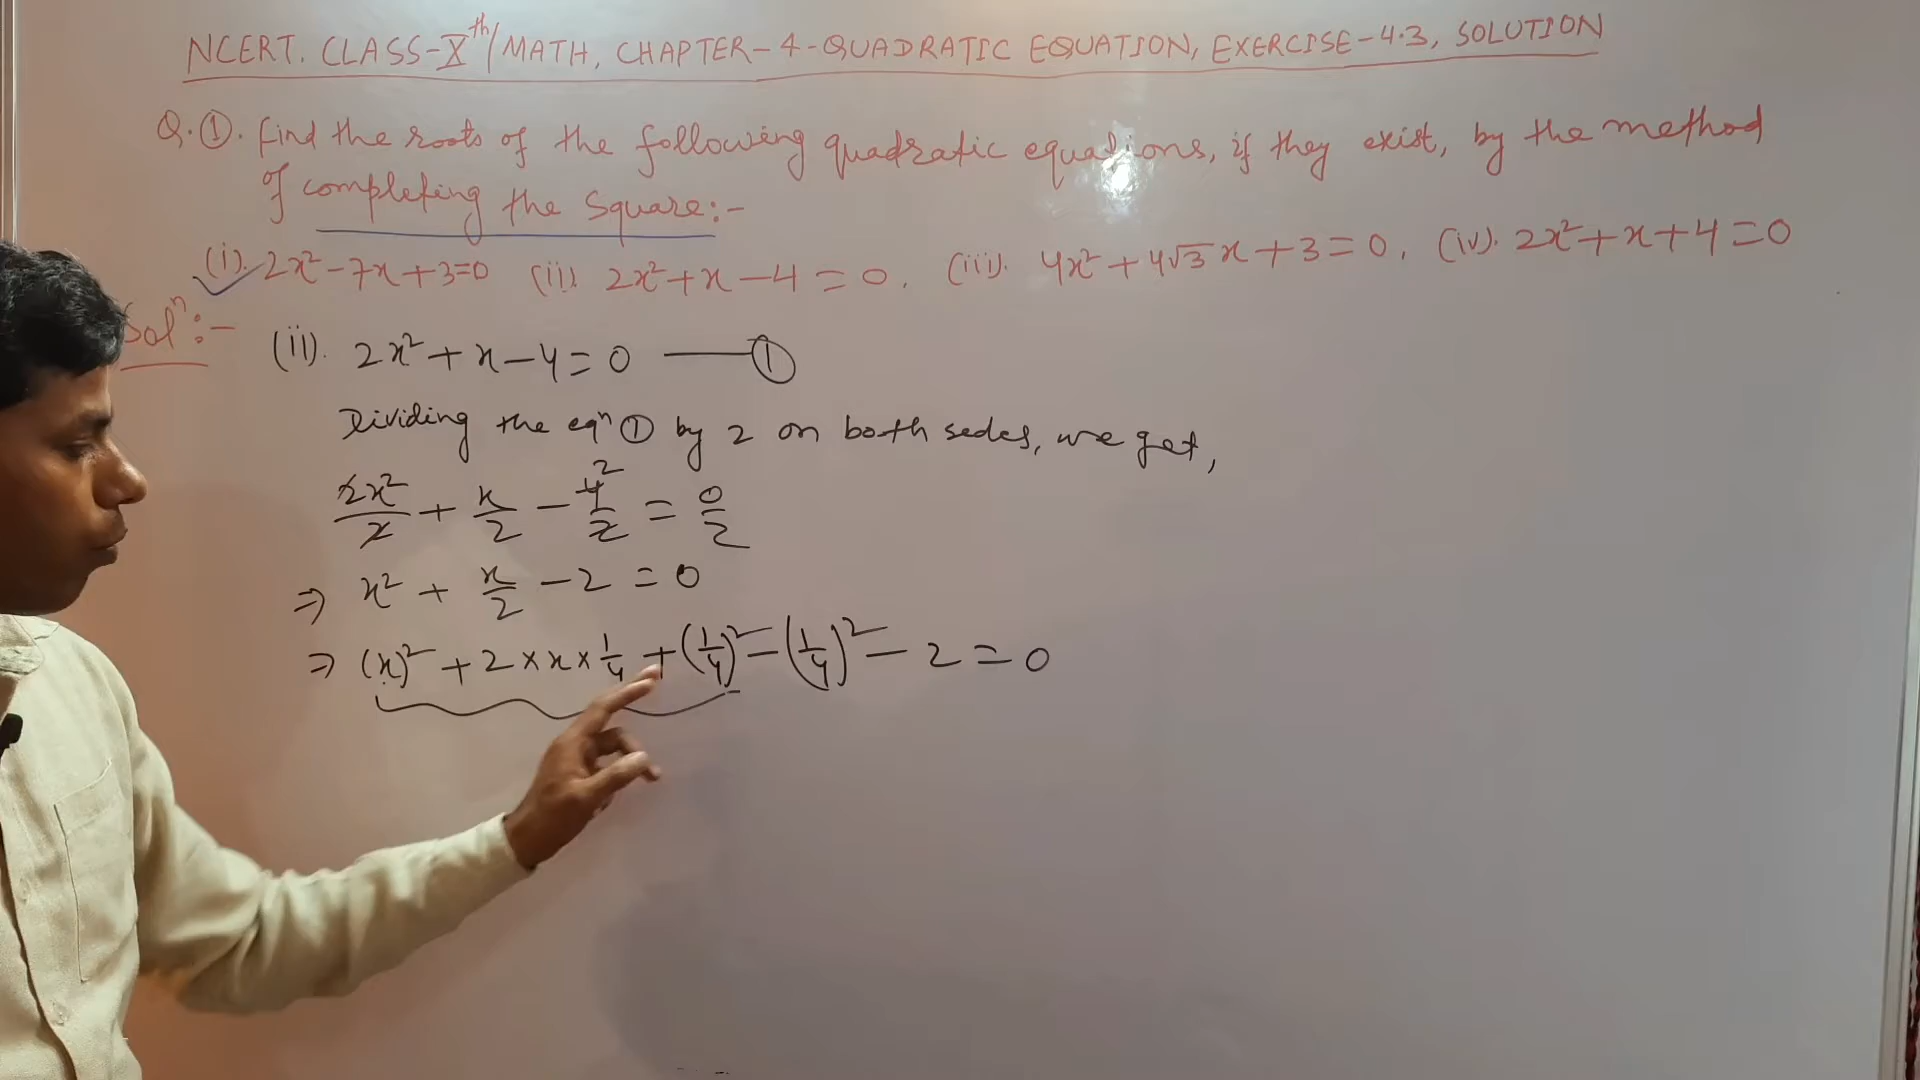 NCERT. CLASS-Xth/MATH, CHAPTER-4-QUADRATIC EQUATION, EXERCISE-4.3, SOLUTION
Q.①. Find the roots of the following quadratic equations, if they exist, by the method
of completing the square:-
(i). 2x²-7x+3=0 (ii) 2x²+x-4=0. (iii). 4x²+4√3x+3=0, (iv). 2x²+x+4=0
Solⁿ:-
(ii). 2x²+x-4=0 —— ①
Dividing the eqⁿ ① by 2 on both sedes, we get,
2x²/2 + x/2 - 4²/2 = 0/2
⇒ x² + x/2 - 2 = 0
⇒ (x)² + 2×x×1/4 + (1/4)² - (1/4)² - 2 = 0